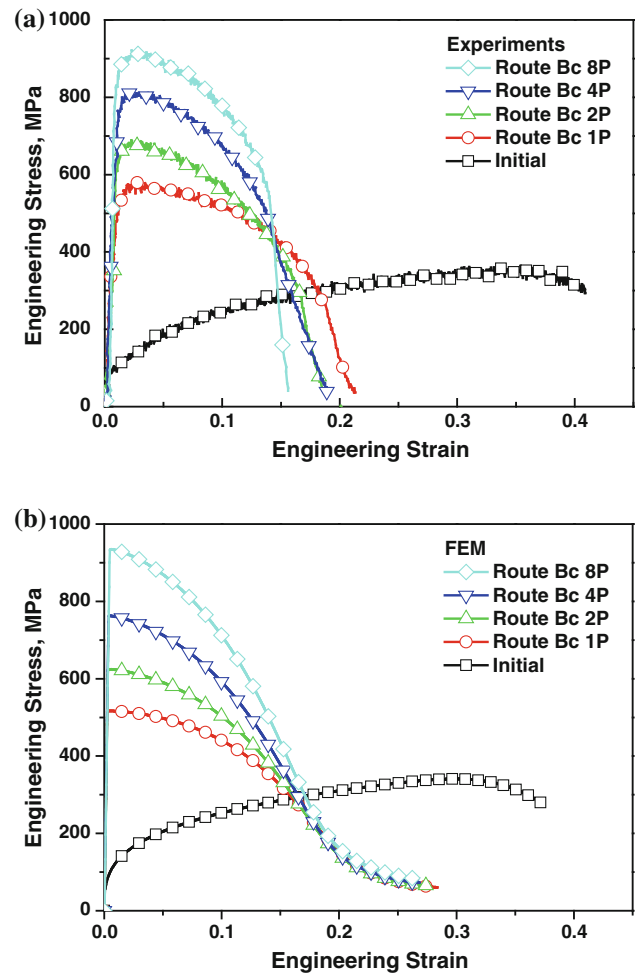 (a)
1000
800
600
400
200
0
Engineering Stress, MPa
Experiments
Route Bc 8P
Route Bc 4P
Route Bc 2P
Route Bc 1P
Initial
0.0 0.1 0.2 0.3 0.4
Engineering Strain
(b)
1000
800
600
400
200
0
Engineering Stress, MPa
FEM
Route Bc 8P
Route Bc 4P
Route Bc 2P
Route Bc 1P
Initial
0.0 0.1 0.2 0.3 0.4
Engineering Strain